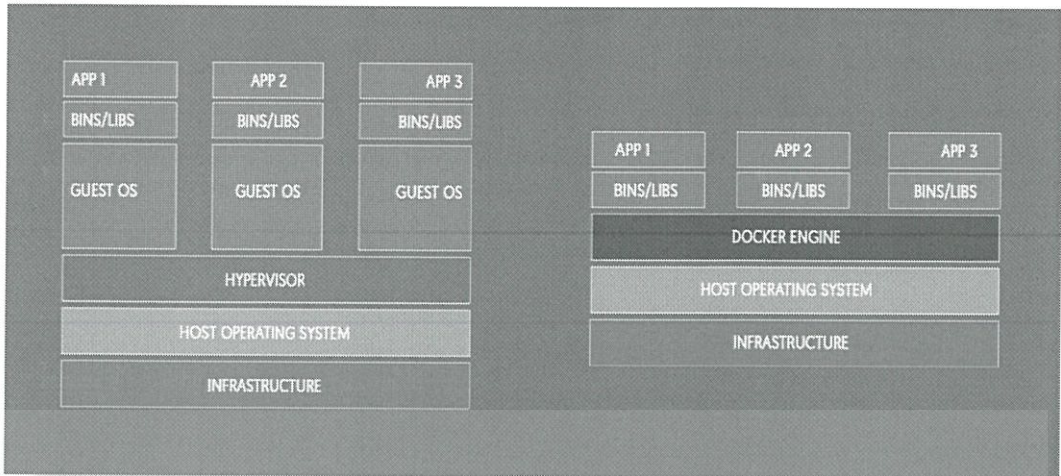 APP 1 APP 2 APP 3
BINS/LIBS BINS/LIBS BINS/LIBS
GUEST OS GUEST OS GUEST OS
HYPERVISOR
HOST OPERATING SYSTEM
INFRASTRUCTURE
APP 1 APP 2 APP 3
BINS/LIBS BINS/LIBS BINS/LIBS
DOCKER ENGINE
HOST OPERATING SYSTEM
INFRASTRUCTURE